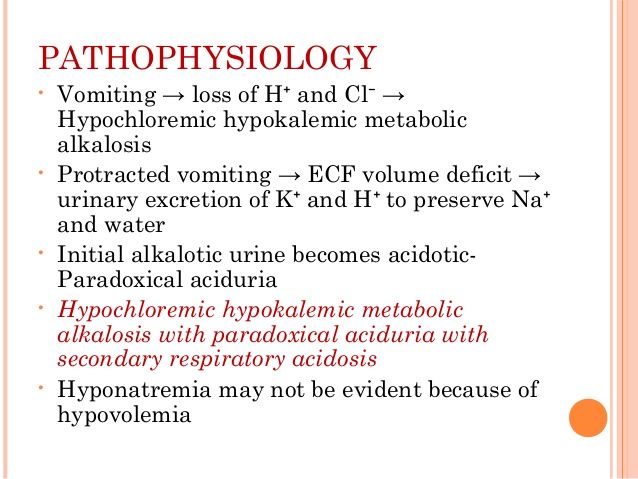 PATHOPHYSIOLOGY
• Vomiting → loss of H⁺ and Cl⁻ →
Hypochloremic hypokalemic metabolic
alkalosis
• Protracted vomiting → ECF volume deficit →
urinary excretion of K⁺ and H⁺ to preserve Na⁺
and water
• Initial alkalotic urine becomes acidotic-
Paradoxical aciduria
• Hypochloremic hypokalemic metabolic
alkalosis with paradoxical aciduria with
secondary respiratory acidosis
• Hyponatremia may not be evident because of
hypovolemia